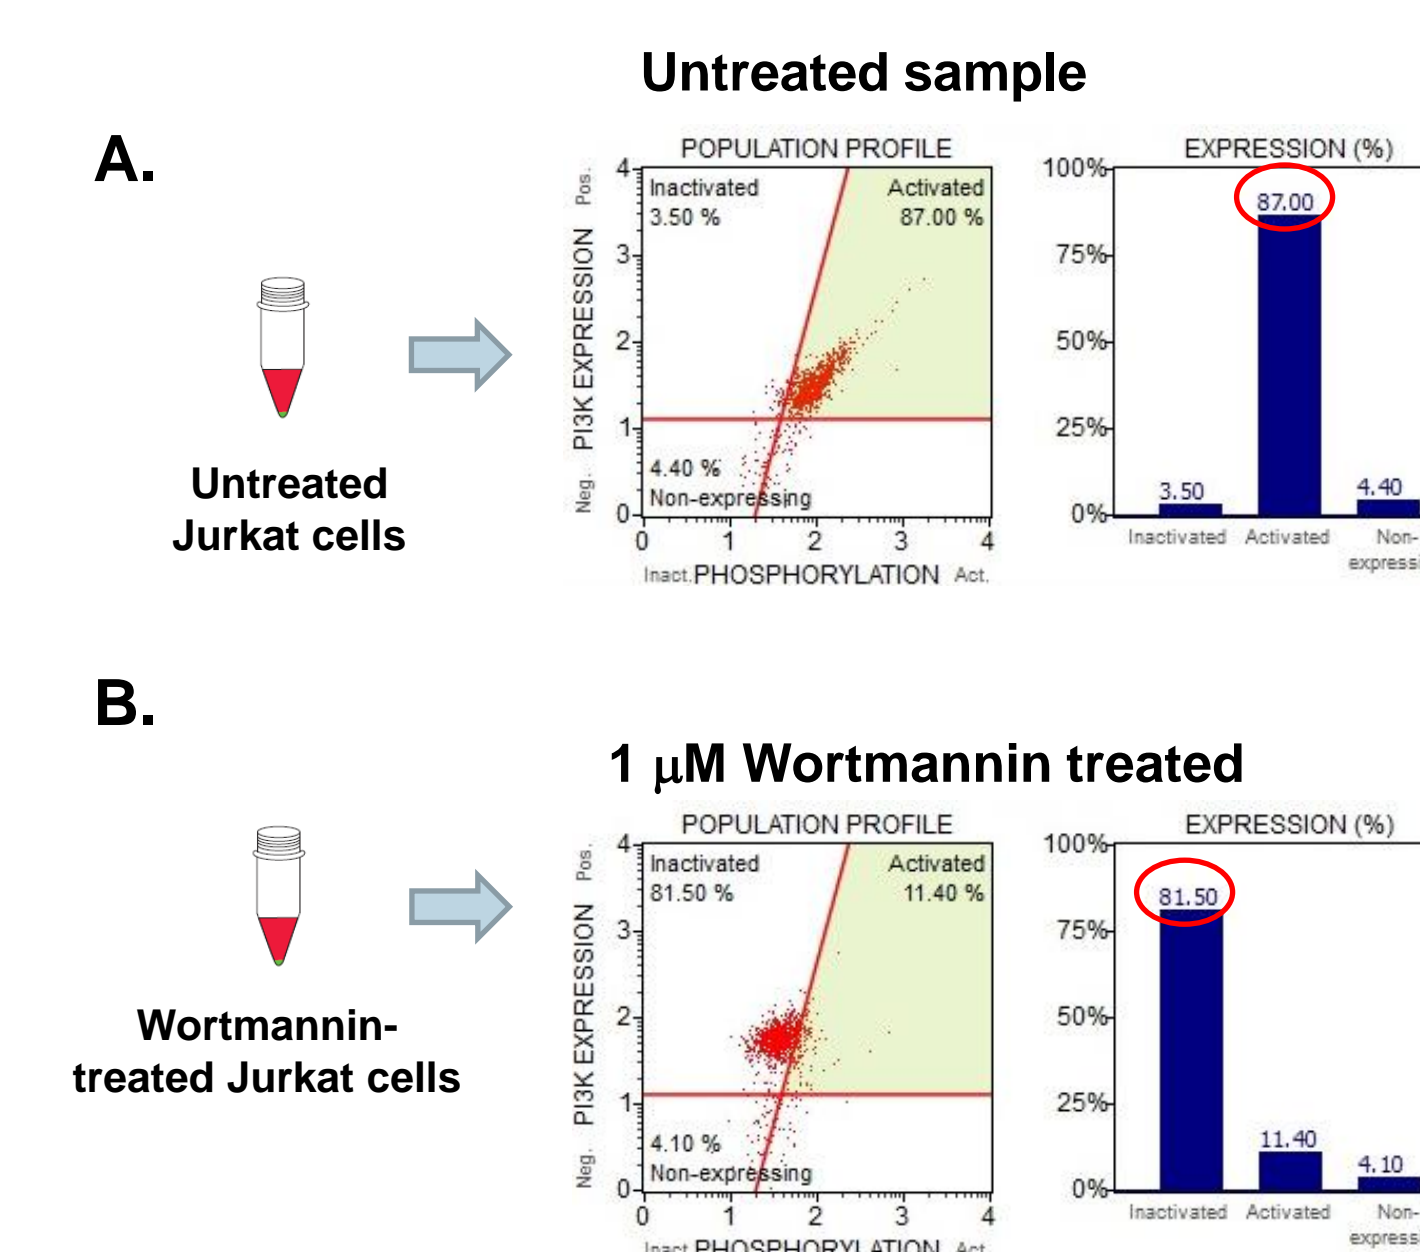 Untreated sample
A.
POPULATION PROFILE
EXPRESSION (%)
Inactivated
3.50 %
Activated
87.00 %
4.40 %
Non-expressing
Neg. PI3K EXPRESSION Pos.
4
3
2
1
0
0 1 2 3 4
Inact. PHOSPHORYLATION Act.
100%
75%
50%
25%
0%
3.50
87.00
4.40
Inactivated Activated Non-
Untreated
Jurkat cells
B.
1 μM Wortmannin treated
POPULATION PROFILE
EXPRESSION (%)
Inactivated
81.50 %
Activated
11.40 %
4.10 %
Non-expressing
Neg. PI3K EXPRESSION Pos.
4
3
2
1
0
0 1 2 3 4
Inact. PHOSPHORYLATION Act.
100%
75%
50%
25%
0%
81.50
11.40
4.10
Inactivated Activated Non-
Wortmannin-
treated Jurkat cells